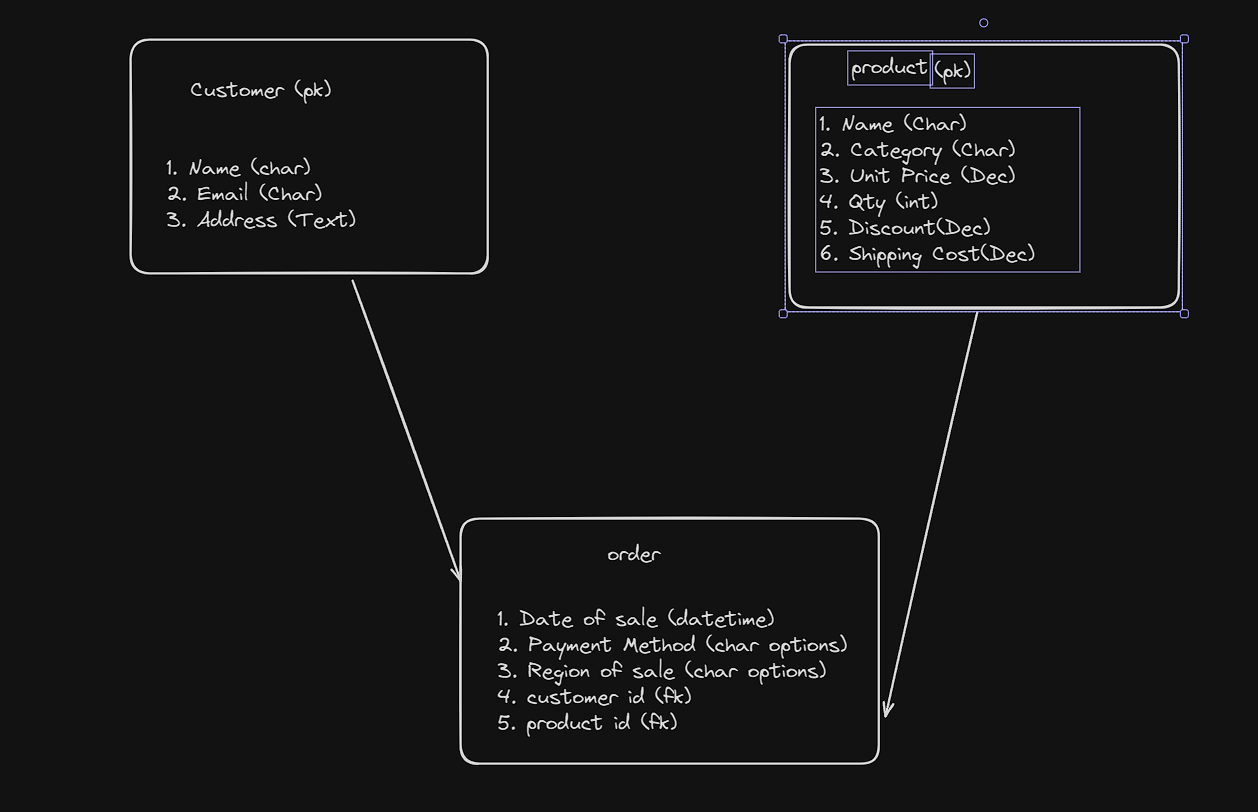 Customer (pk)
1. Name (char)
2. Email (Char)
3. Address (Text)
product (pk)
1. Name (Char)
2. Category (Char)
3. Unit Price (Dec)
4. Qty (int)
5. Discount(Dec)
6. Shipping Cost(Dec)
order
1. Date of sale (datetime)
2. Payment Method (char options)
3. Region of sale (char options)
4. customer id (fk)
5. product id (fk)